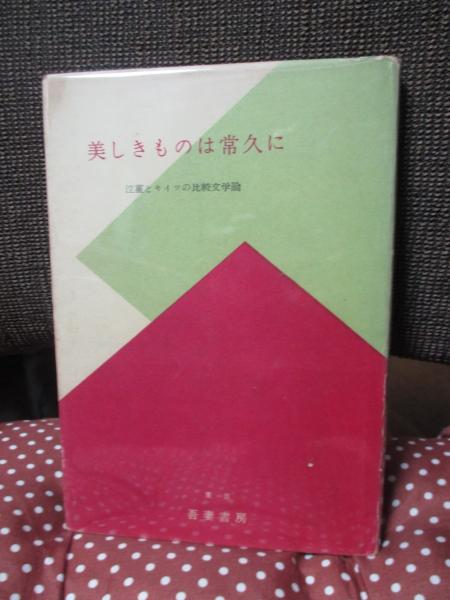 美しきものは常久に
泣菫とキイツの比較文学論
吾妻書房